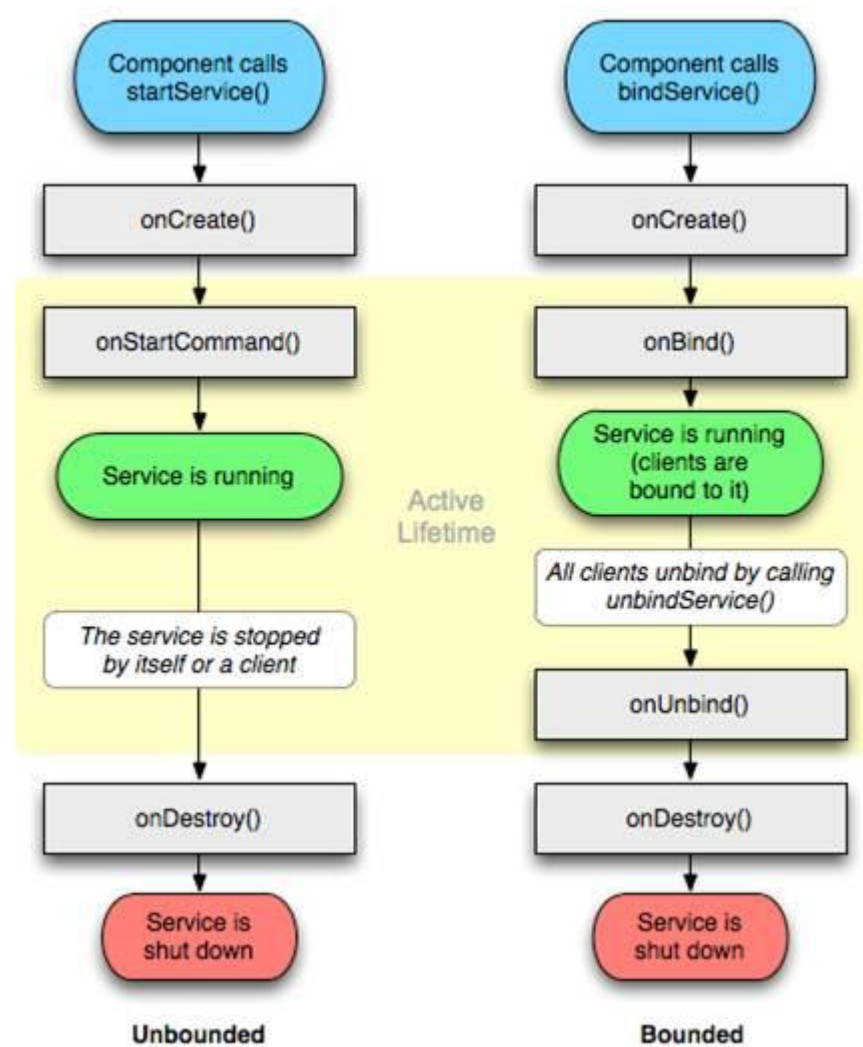 Component calls
startService()
onCreate()
onStartCommand()
Service is running
The service is stopped
by itself or a client
onDestroy()
Service is
shut down
Unbounded
Active
Lifetime
Component calls
bindService()
onCreate()
onBind()
Service is running
(clients are
bound to it)
All clients unbind by calling
unbindService()
onUnbind()
onDestroy()
Service is
shut down
Bounded